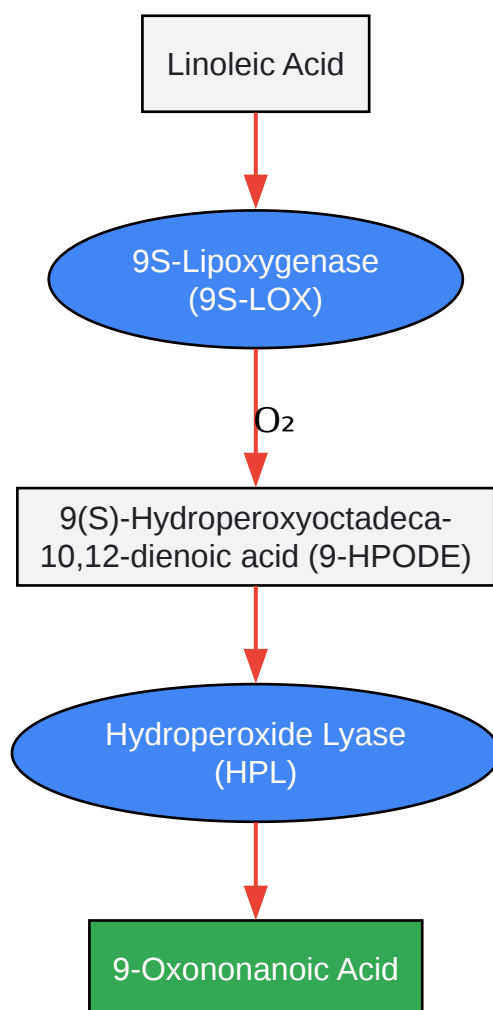 Linoleic Acid
9S-Lipoxygenase
(9S-LOX)
O₂
9(S)-Hydroperoxyoctadeca-
10,12-dienoic acid (9-HPODE)
Hydroperoxide Lyase
(HPL)
9-Oxononanoic Acid